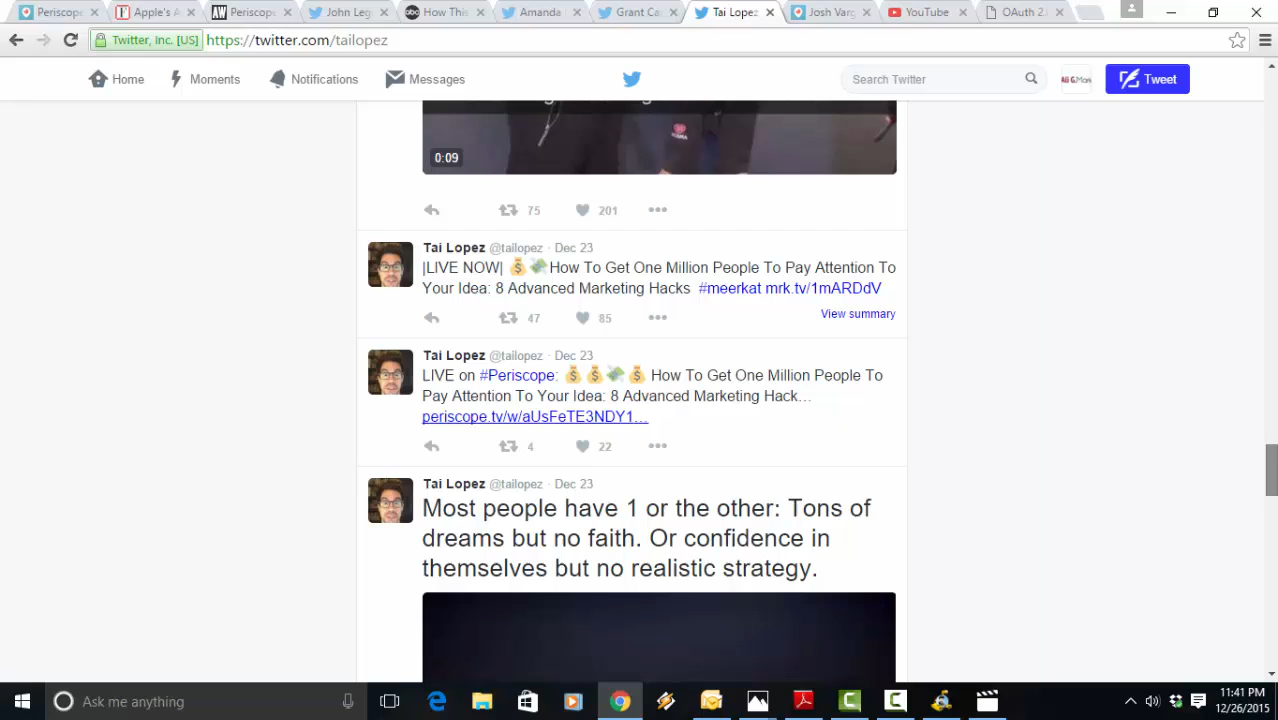 Periscope
Apple's A
Periscope
John Leg
How This
Amanda
Grant Ca
Tai Lopez
Josh Varg
YouTube
OAuth 2.
Twitter, Inc. [US] https://twitter.com/tailopez
Home Moments Notifications Messages Search Twitter Tweet
0:09
75 201
Tai Lopez @tailopez · Dec 23
|LIVE NOW| 💰💸How To Get One Million People To Pay Attention To
Your Idea: 8 Advanced Marketing Hacks #meerkat mrk.tv/1mARDdV
47 85 View summary
Tai Lopez @tailopez · Dec 23
LIVE on #Periscope: 💰💰💸💰 How To Get One Million People To
Pay Attention To Your Idea: 8 Advanced Marketing Hack…
periscope.tv/w/aUsFeTE3NDY1…
4 22
Tai Lopez @tailopez · Dec 23
Most people have 1 or the other: Tons of
dreams but no faith. Or confidence in
themselves but no realistic strategy.
Ask me anything
11:41 PM
12/26/2015